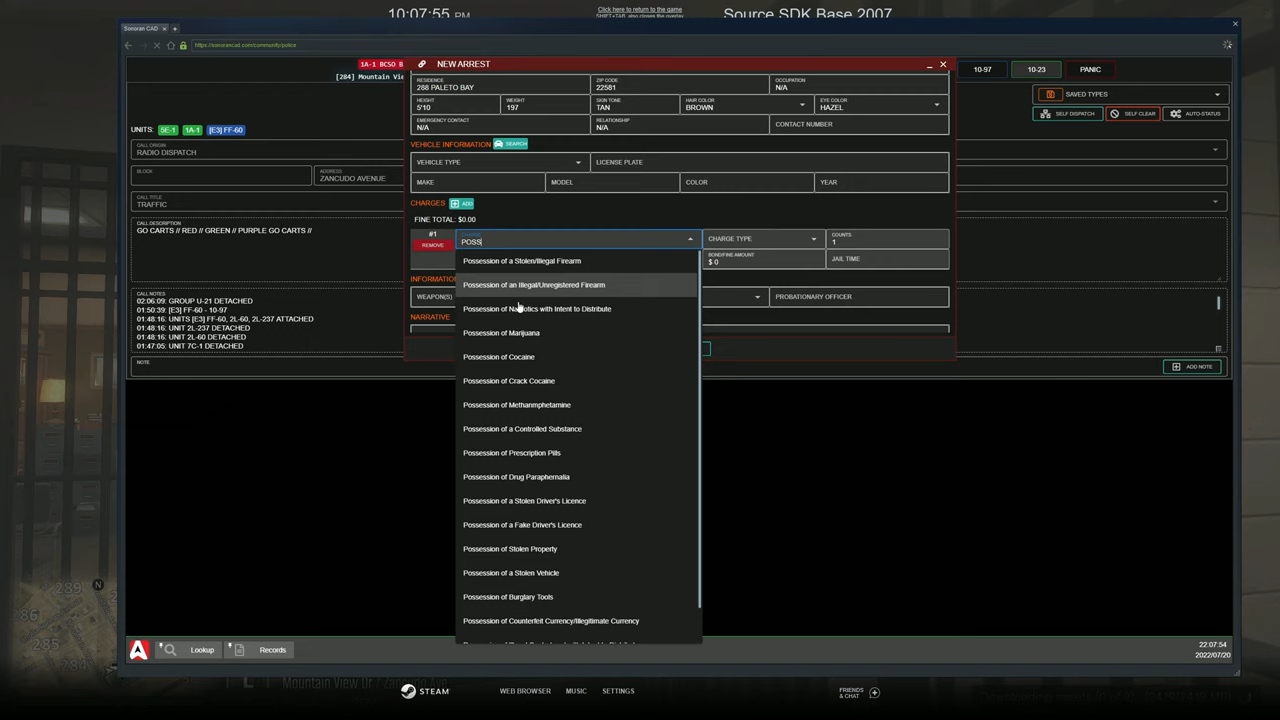 10:07:55 PM
Click here to return to the game
SHIFT+TAB also closes the overlay
Source SDK Base 2007
Sonoran CAD
https://sonorancad.com/community/police
1A-1 BCSO B
NEW ARREST
10-97
10-23
PANIC
[284] Mountain Vie
RESIDENCE
288 PALETO BAY
ZIP CODE
22581
OCCUPATION
N/A
SAVED TYPES
HEIGHT
5'10
WEIGHT
197
SKIN TONE
TAN
HAIR COLOR
BROWN
EYE COLOR
HAZEL
SELF DISPATCH
SELF CLEAR
AUTO-STATUS
EMERGENCY CONTACT
N/A
RELATIONSHIP
N/A
CONTACT NUMBER
UNITS: 5E-1 1A-1 [E3] FF-60
VEHICLE INFORMATION SEARCH
CALL ORIGIN
RADIO DISPATCH
VEHICLE TYPE
LICENSE PLATE
BLOCK
ADDRESS
ZANCUDO AVENUE
MAKE
MODEL
COLOR
YEAR
CALL TITLE
TRAFFIC
CHARGES ADD
FINE TOTAL: $0.00
CALL DESCRIPTION
GO CARTS // RED // GREEN // PURPLE GO CARTS //
#1
REMOVE
CHARGE
POSS
CHARGE TYPE
COUNTS
1
BOND/FINE AMOUNT
$ 0
JAIL TIME
INFORMATION
WEAPON(S)
PROBATIONARY OFFICER
NARRATIVE
Possession of a Stolen/Illegal Firearm
Possession of an Illegal/Unregistered Firearm
Possession of Narcotics with Intent to Distribute
Possession of Marijuana
Possession of Cocaine
Possession of Crack Cocaine
Possession of Methanmphetamine
Possession of a Controlled Substance
Possession of Prescription Pills
Possession of Drug Paraphernalia
Possession of a Stolen Driver's Licence
Possession of a Fake Driver's Licence
Possession of Stolen Property
Possession of a Stolen Vehicle
Possession of Burglary Tools
Possession of Counterfeit Currency/Illegitimate Currency
CALL NOTES
02:06:09: GROUP U-21 DETACHED
01:50:39: [E3] FF-60 - 10-97
01:48:16: UNITS [E3] FF-60, 2L-60, 2L-237 ATTACHED
01:48:16: UNIT 2L-237 DETACHED
01:48:16: UNIT 2L-60 DETACHED
01:47:05: UNIT 7C-1 DETACHED
NOTE
ADD NOTE
289
N
285
284
Lookup
Records
22:07:54
2022/07/20
Mountain View Dr / Zancudo Av
STEAM
WEB BROWSER
MUSIC
SETTINGS
FRIENDS
& CHAT